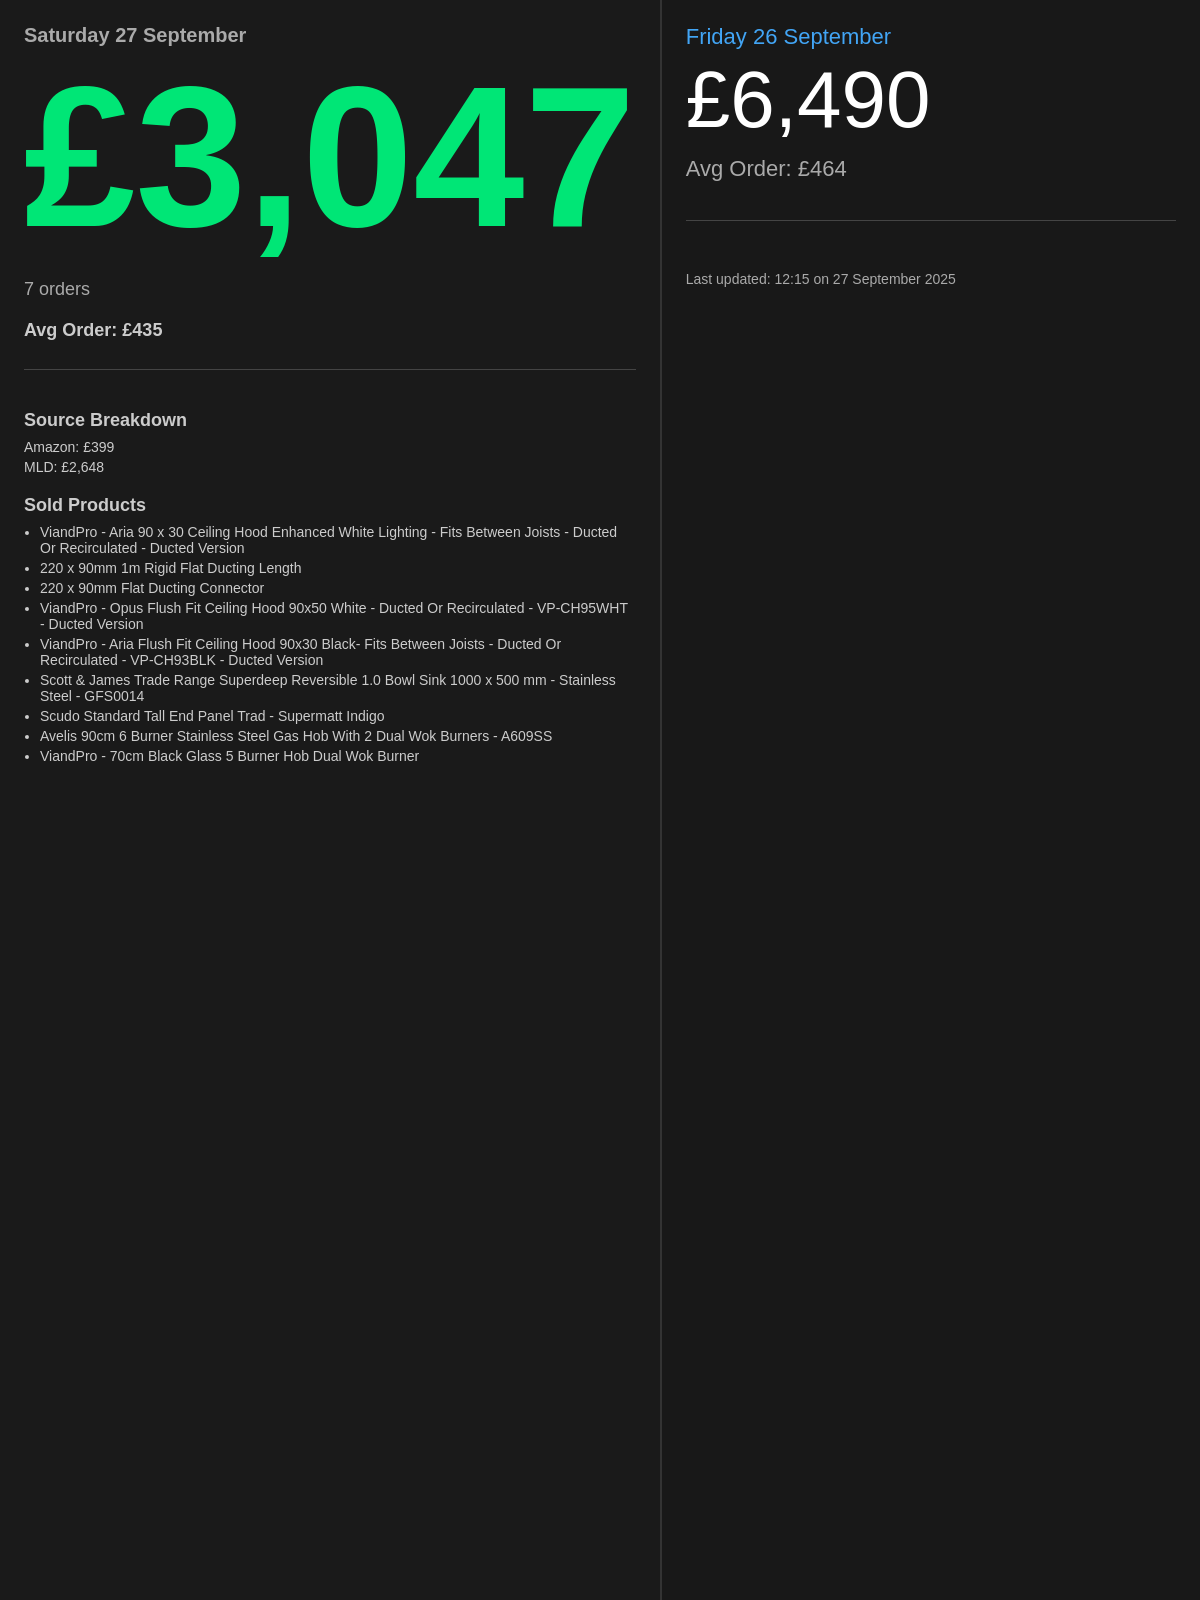 Saturday 27 September
£3,047
7 orders
Avg Order: £435
Source Breakdown
Amazon: £399
MLD: £2,648
Sold Products
• ViandPro - Aria 90 x 30 Ceiling Hood Enhanced White Lighting - Fits Between Joists - Ducted
Or Recirculated - Ducted Version
• 220 x 90mm 1m Rigid Flat Ducting Length
• 220 x 90mm Flat Ducting Connector
• ViandPro - Opus Flush Fit Ceiling Hood 90x50 White - Ducted Or Recirculated - VP-CH95WHT
- Ducted Version
• ViandPro - Aria Flush Fit Ceiling Hood 90x30 Black- Fits Between Joists - Ducted Or
Recirculated - VP-CH93BLK - Ducted Version
• Scott & James Trade Range Superdeep Reversible 1.0 Bowl Sink 1000 x 500 mm - Stainless
Steel - GFS0014
• Scudo Standard Tall End Panel Trad - Supermatt Indigo
• Avelis 90cm 6 Burner Stainless Steel Gas Hob With 2 Dual Wok Burners - A609SS
• ViandPro - 70cm Black Glass 5 Burner Hob Dual Wok Burner
Friday 26 September
£6,490
Avg Order: £464
Last updated: 12:15 on 27 September 2025